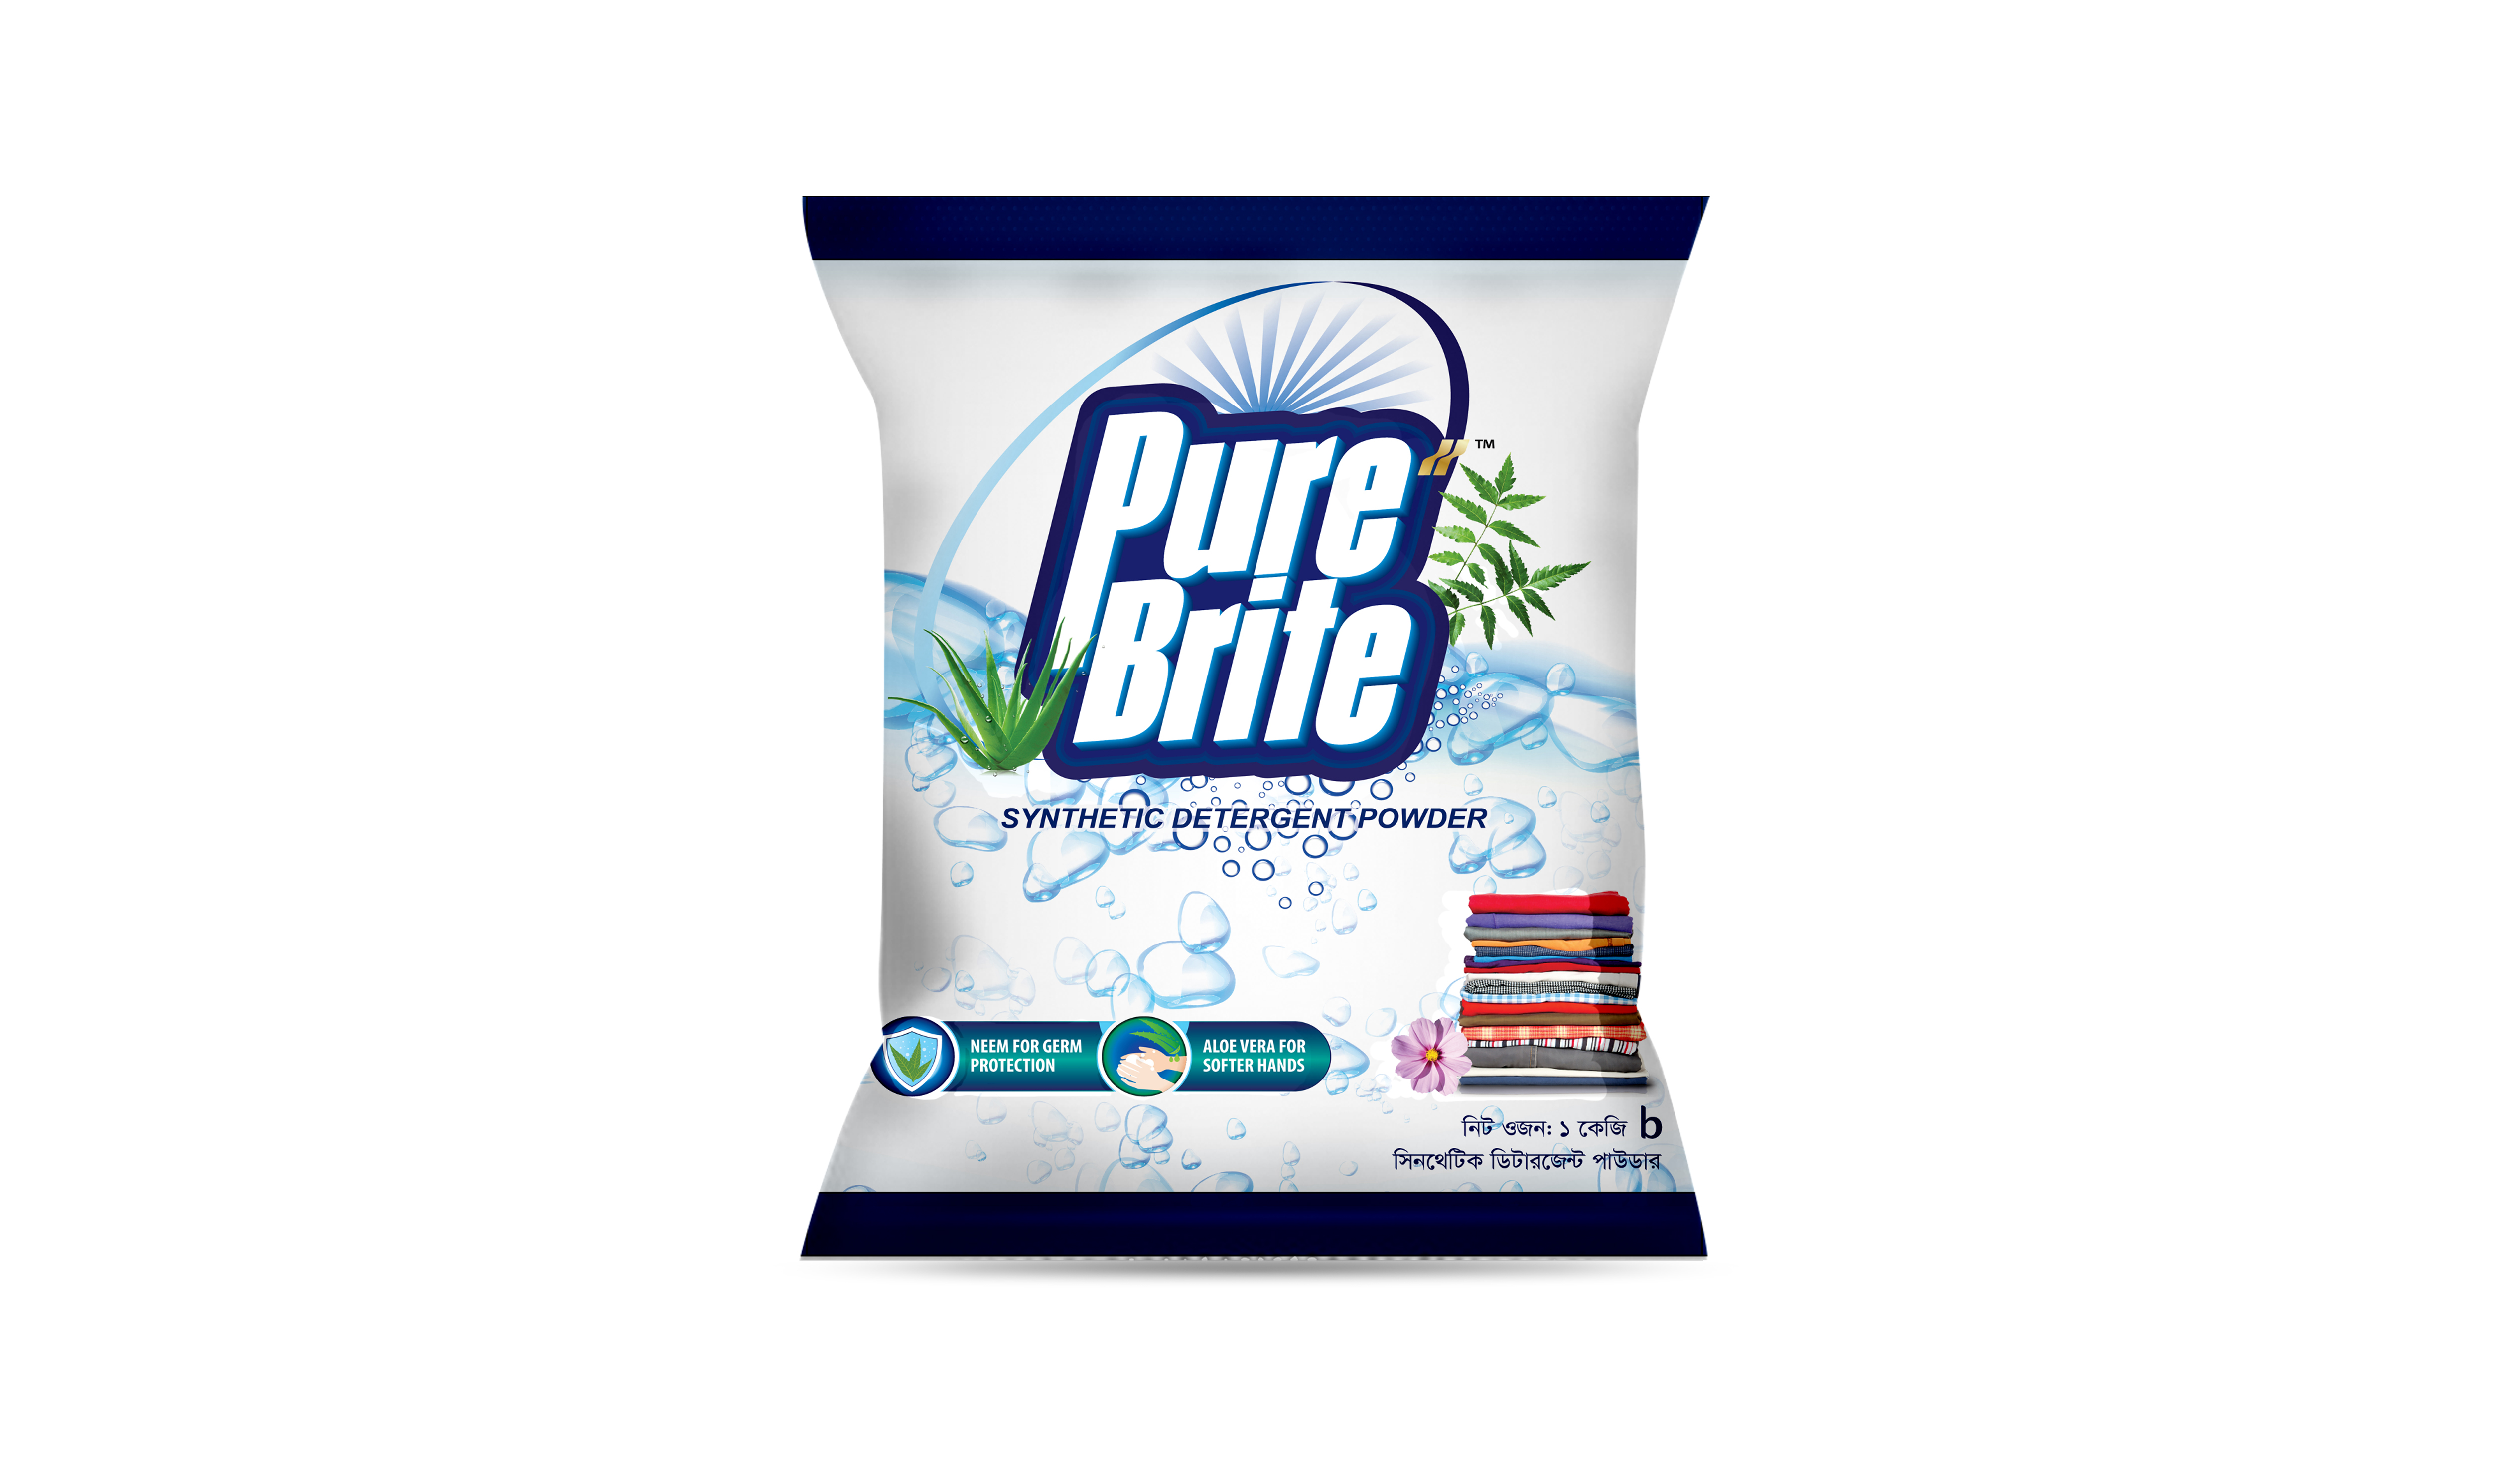 Pure
Brite
TM
SYNTHETIC DETERGENT POWDER
NEEM FOR GERM
PROTECTION
ALOE VERA FOR
SOFTER HANDS
নিট ওজন: ১ কেজি b
সিনথেটিক ডিটারজেন্ট পাউডার